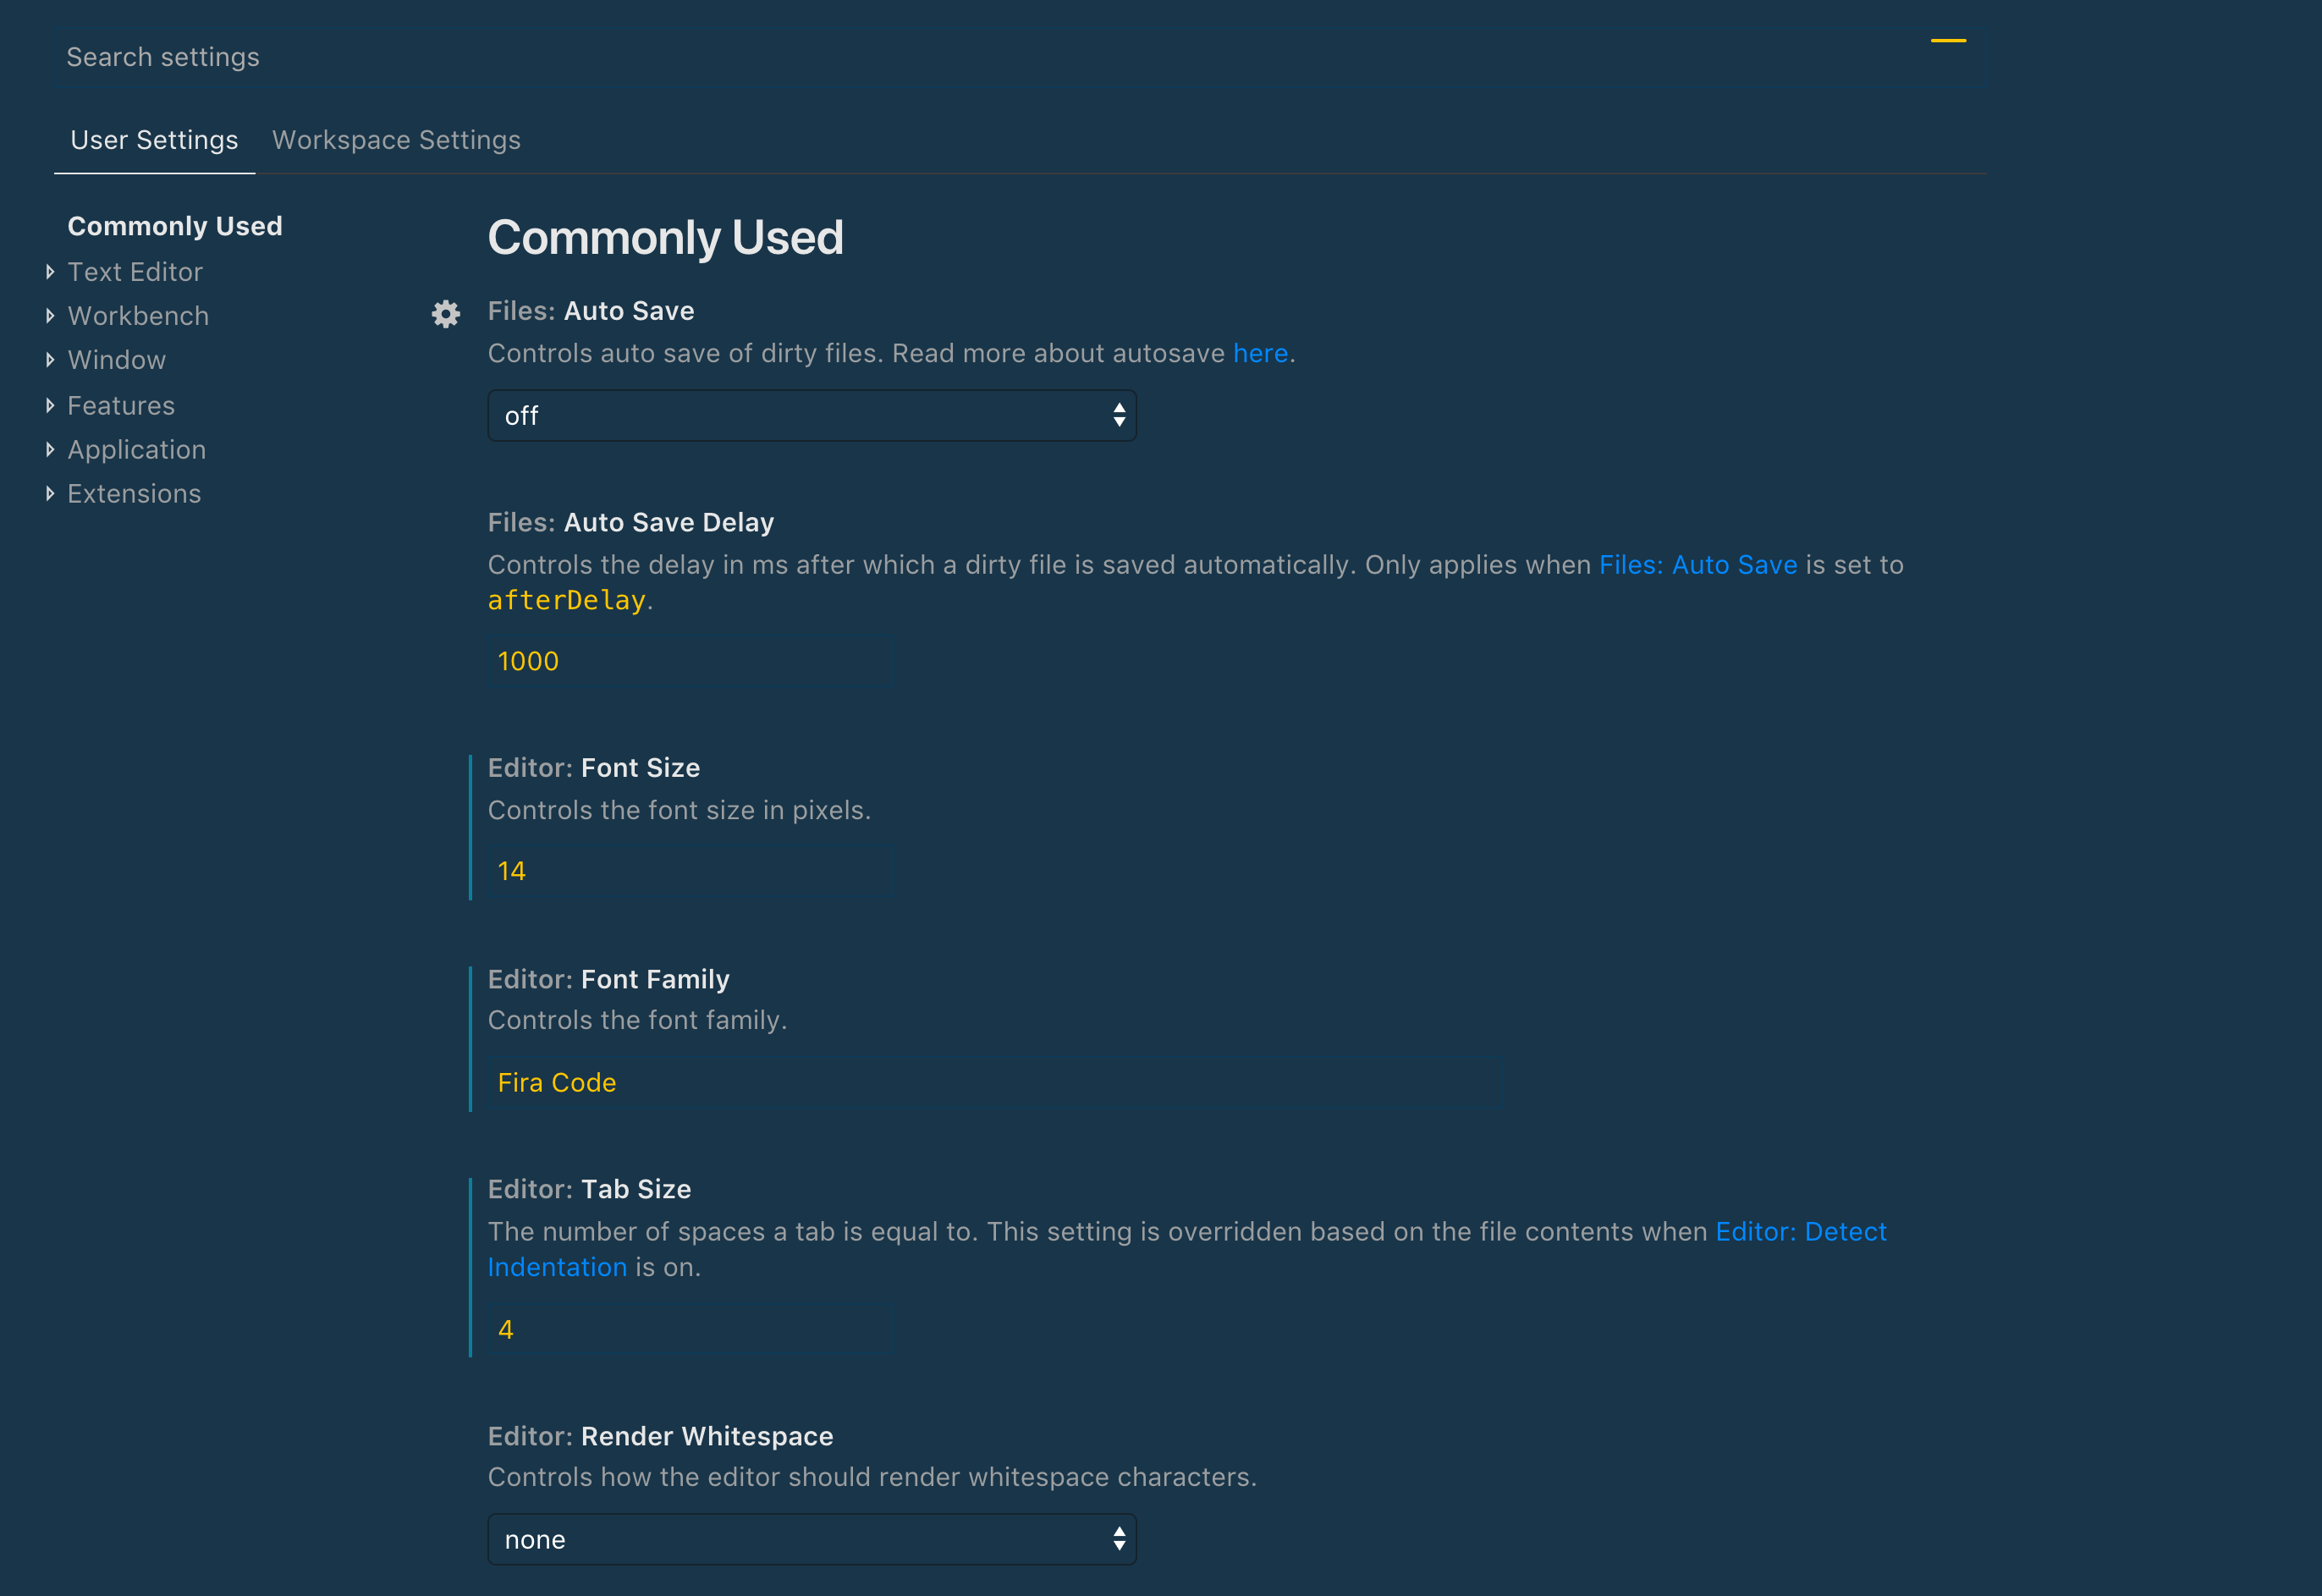 Search settings
User Settings
Workspace Settings
Commonly Used
Text Editor
Workbench
Window
Features
Application
Extensions
Commonly Used
Files: Auto Save
Controls auto save of dirty files. Read more about autosave here.
off
Files: Auto Save Delay
Controls the delay in ms after which a dirty file is saved automatically. Only applies when Files: Auto Save is set to
afterDelay.
1000
Editor: Font Size
Controls the font size in pixels.
14
Editor: Font Family
Controls the font family.
Fira Code
Editor: Tab Size
The number of spaces a tab is equal to. This setting is overridden based on the file contents when Editor: Detect
Indentation is on.
4
Editor: Render Whitespace
Controls how the editor should render whitespace characters.
none